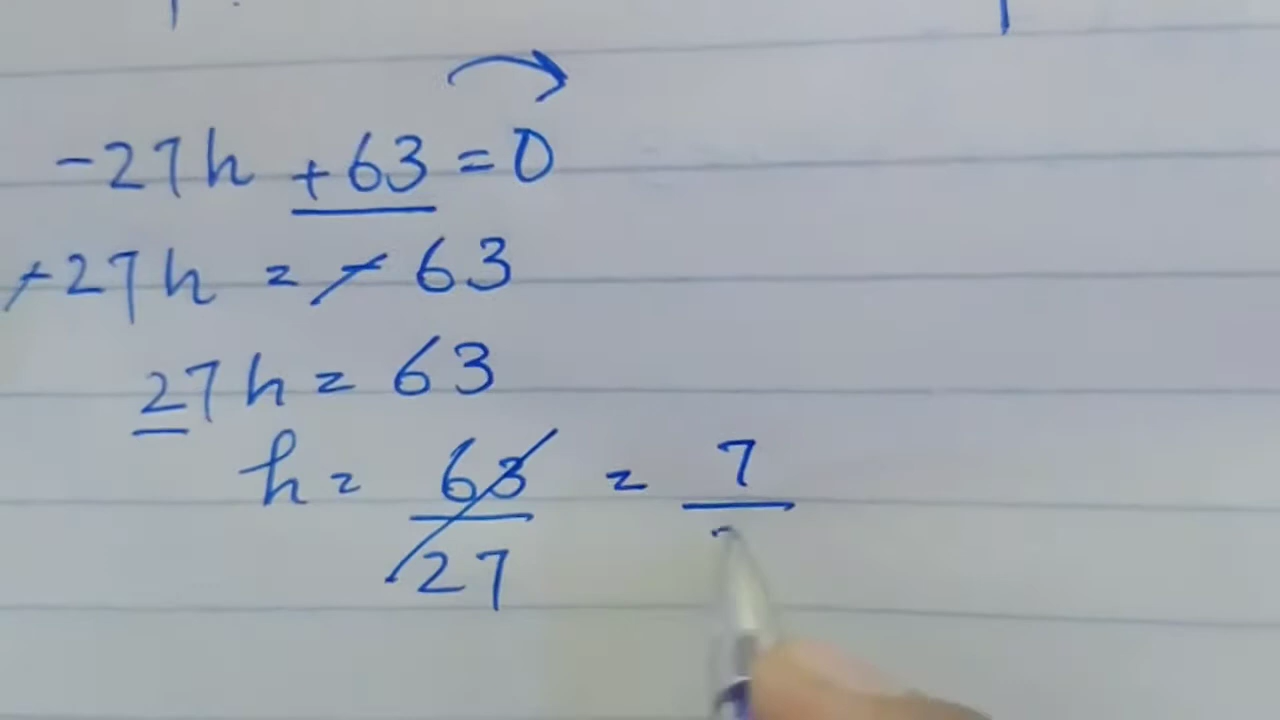 -27h +63 = 0
-27h = -63
27h = 63
h = 63/27 = 7/